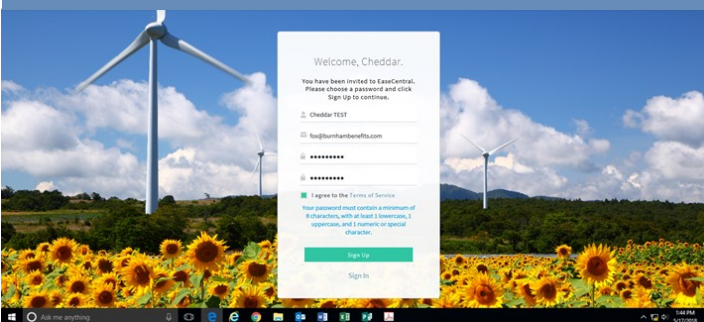 Welcome, Cheddar.
You have been invited to EaseCentral.
Please choose a password and click
Sign Up to continue.
Cheddar TEST
fox@burnhambenefits.com
●●●●●●●●●
●●●●●●●●●
I agree to the Terms of Service
Your password must contain a minimum of
8 characters, with at least 1 lowercase, 1
uppercase, and 1 numeric or special
character.
Sign Up
Sign In
Ask me anything
1:44 PM
5/17/2018